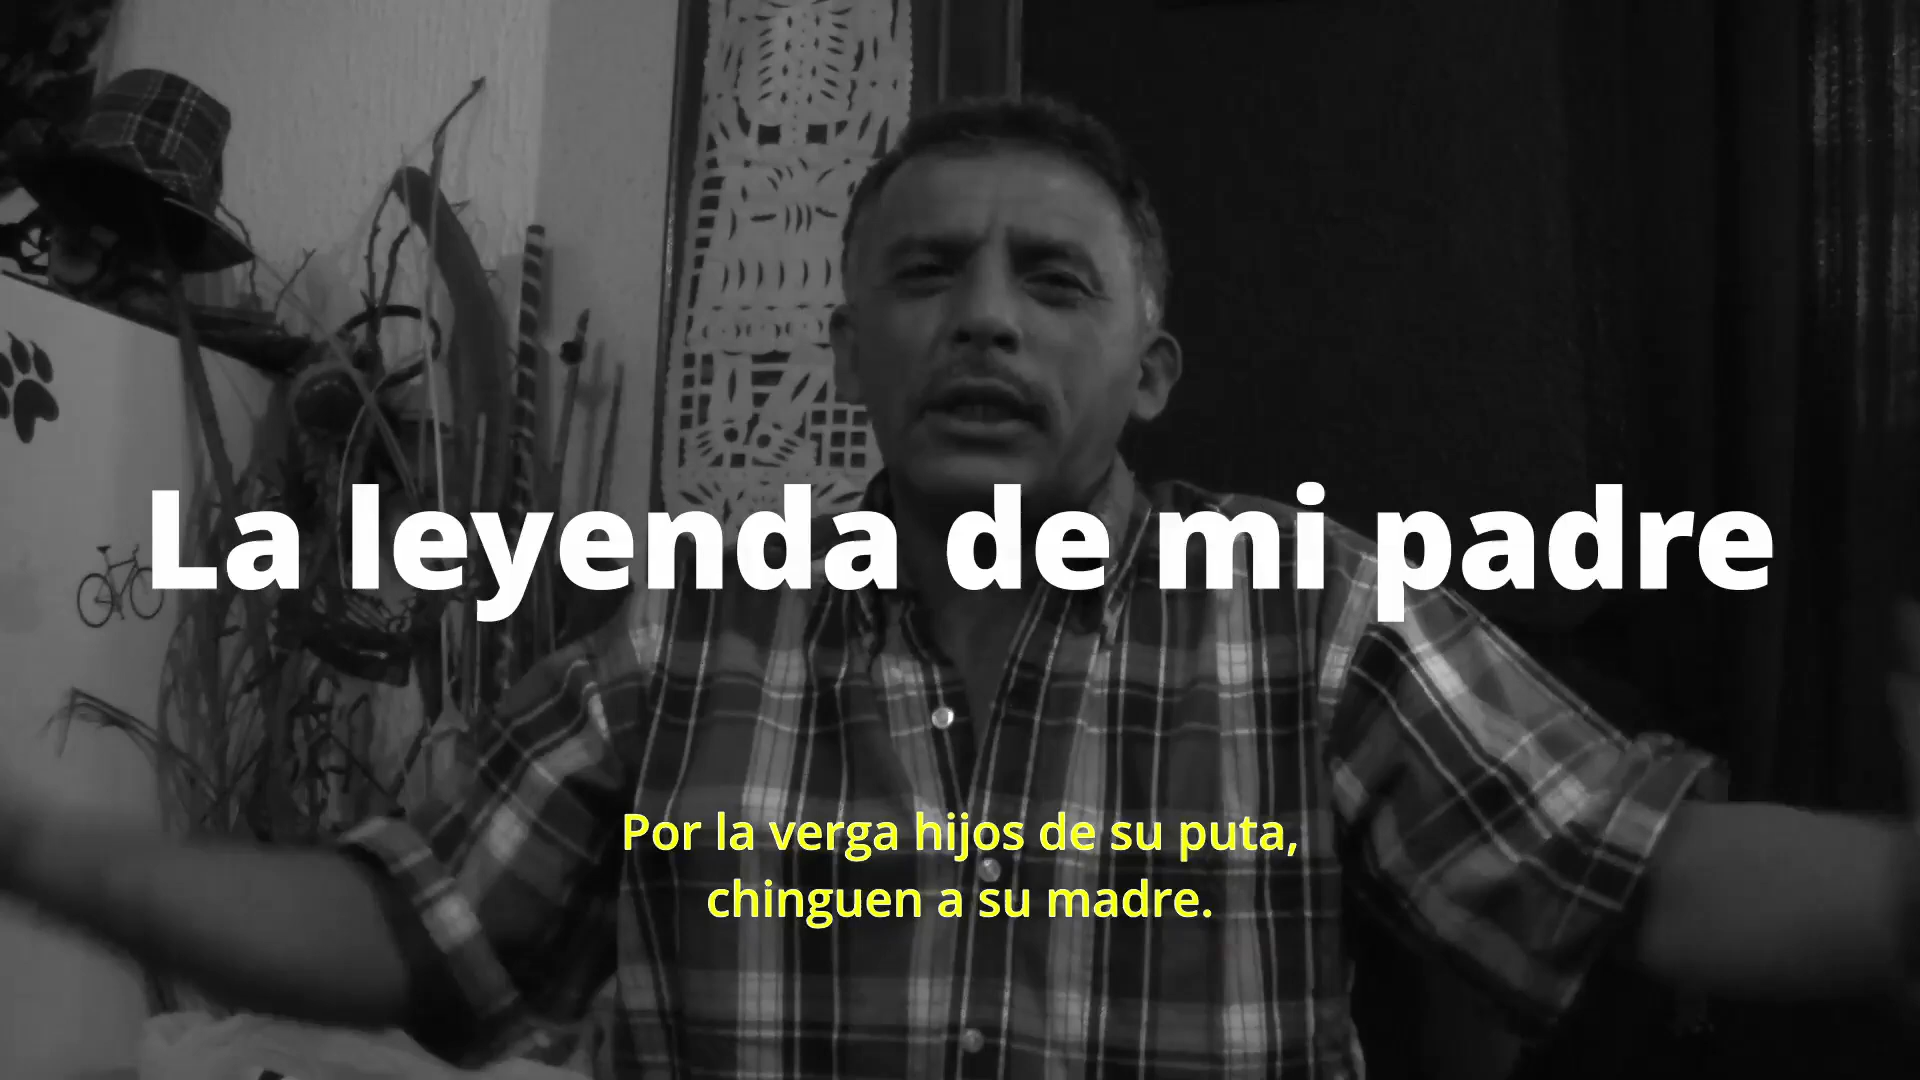 La leyenda de mi padre
Por la verga hijos de su puta,
chinguen a su madre.